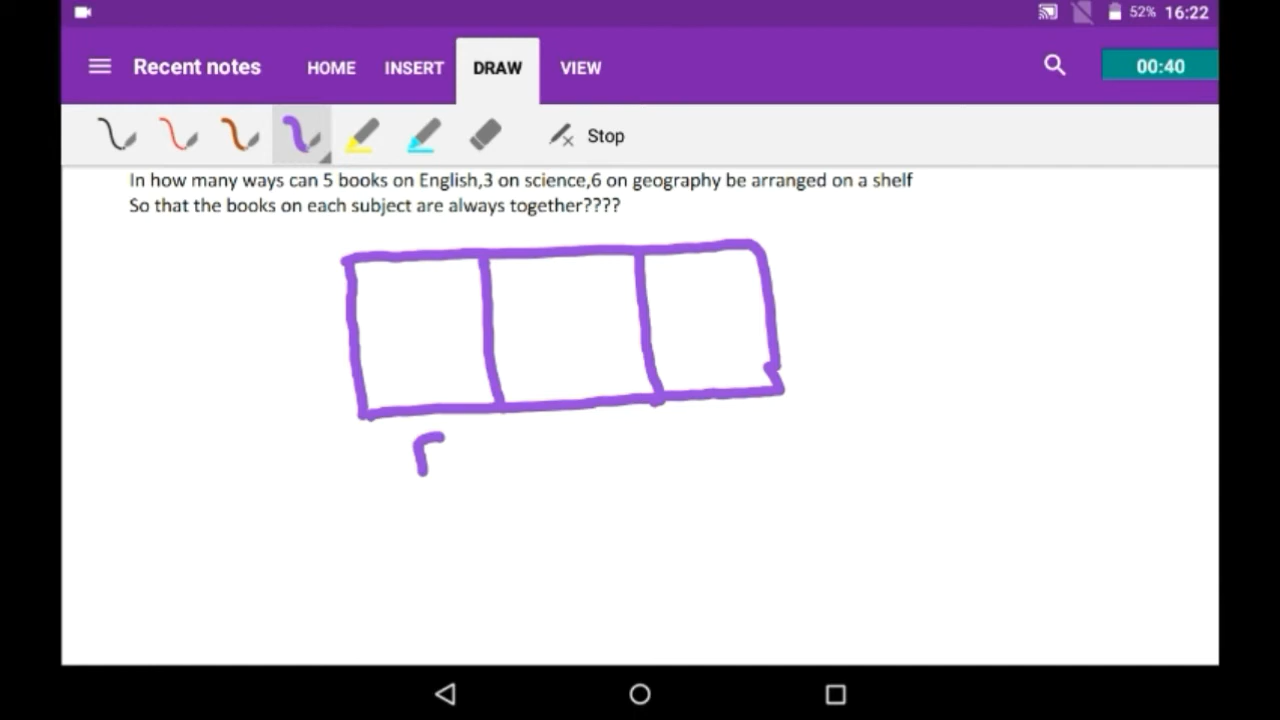 52% 16:22
Recent notes HOME INSERT DRAW VIEW 00:40
Stop
In how many ways can 5 books on English,3 on science,6 on geography be arranged on a shelf
So that the books on each subject are always together????